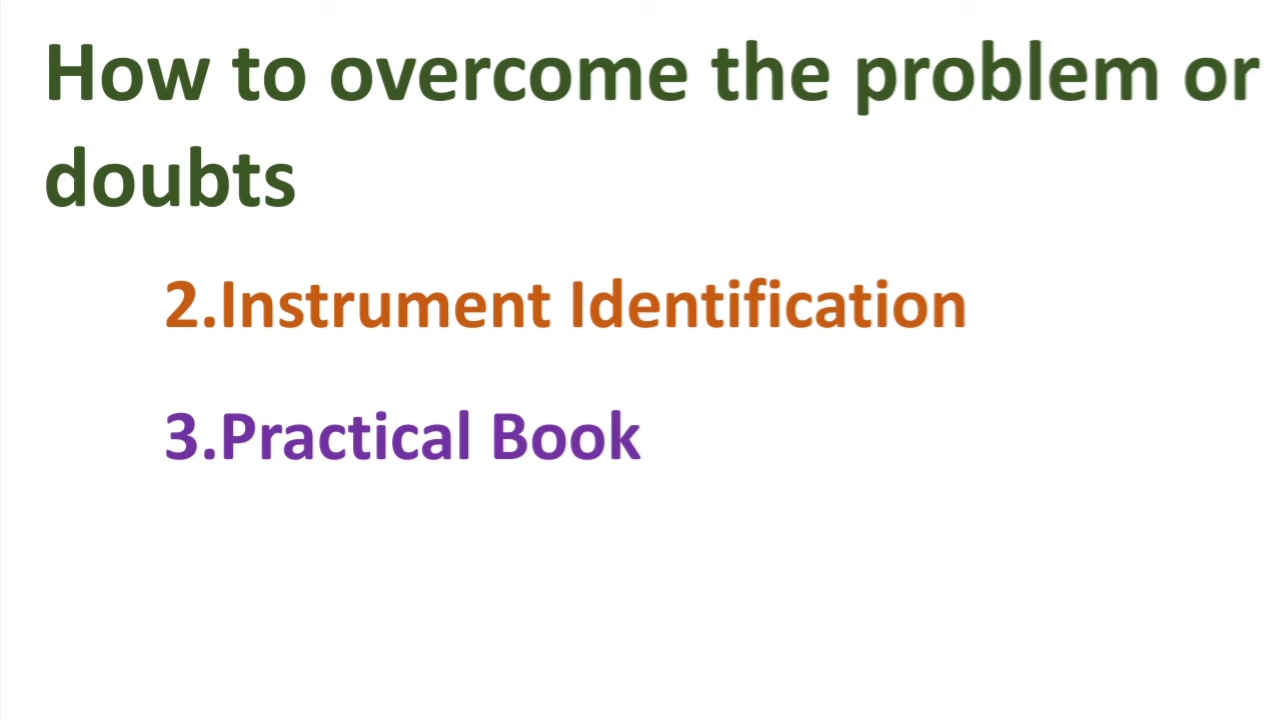 How to overcome the problem or
doubts
2.Instrument Identification
3.Practical Book